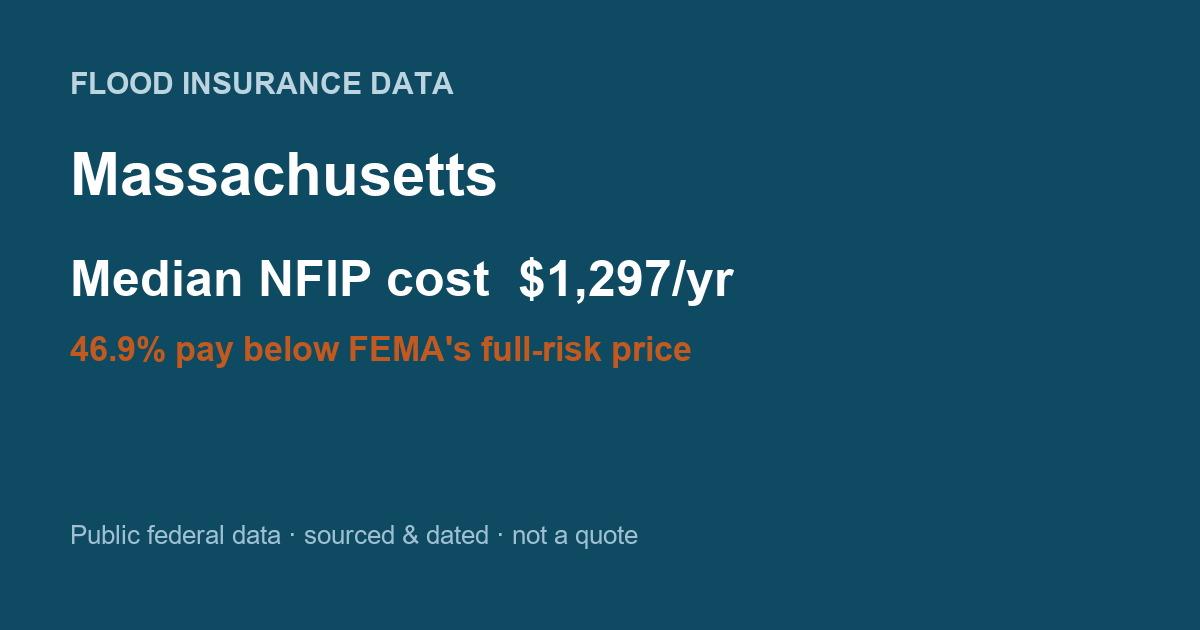 FLOOD INSURANCE DATA
Massachusetts
Median NFIP cost  $1,297/yr
46.9% pay below FEMA's full-risk price
Public federal data · sourced & dated · not a quote